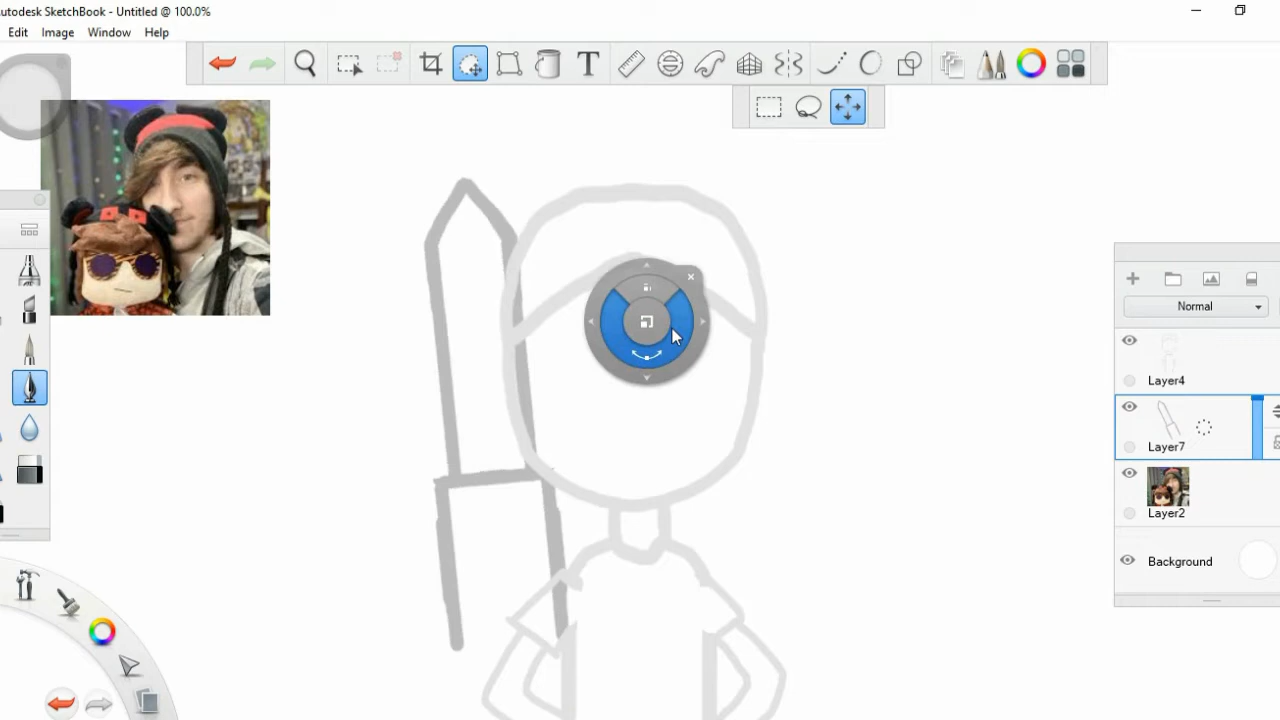 utodesk SketchBook - Untitled @ 100.0%
Edit Image Window Help
T
Normal
Layer4
Layer7
Layer2
Background